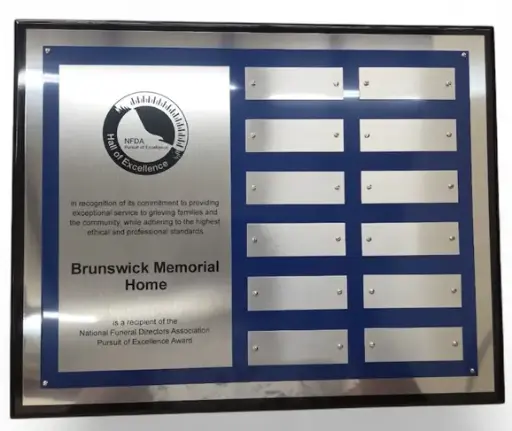 NFDA
Pursuit of Excellence
Hall of Excellence
In recognition of its commitment to providing
exceptional service to grieving families and
the community, while adhering to the highest
ethical and professional standards
Brunswick Memorial
Home
is a recipient of the
National Funeral Directors Association
Pursuit of Excellence Award